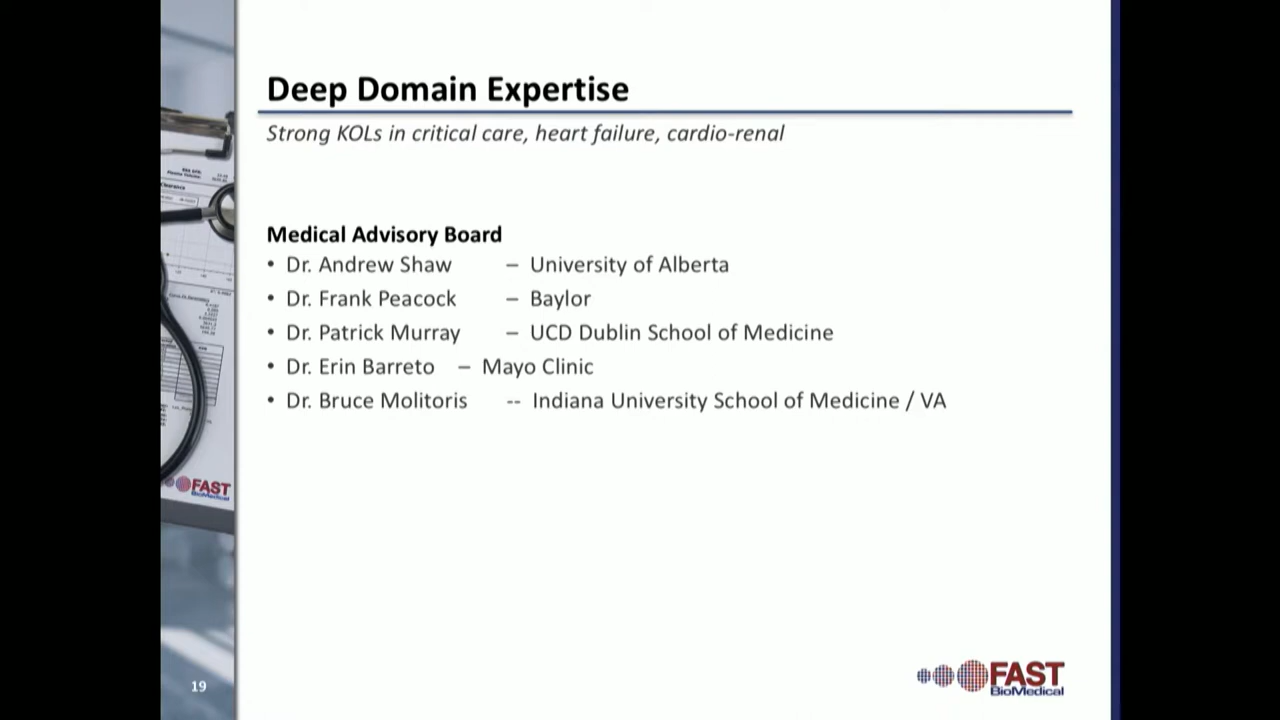 Deep Domain Expertise
Strong KOLs in critical care, heart failure, cardio-renal
Medical Advisory Board
• Dr. Andrew Shaw – University of Alberta
• Dr. Frank Peacock – Baylor
• Dr. Patrick Murray – UCD Dublin School of Medicine
• Dr. Erin Barreto – Mayo Clinic
• Dr. Bruce Molitoris -- Indiana University School of Medicine / VA
FAST
BioMedical
19
FAST
BioMedical